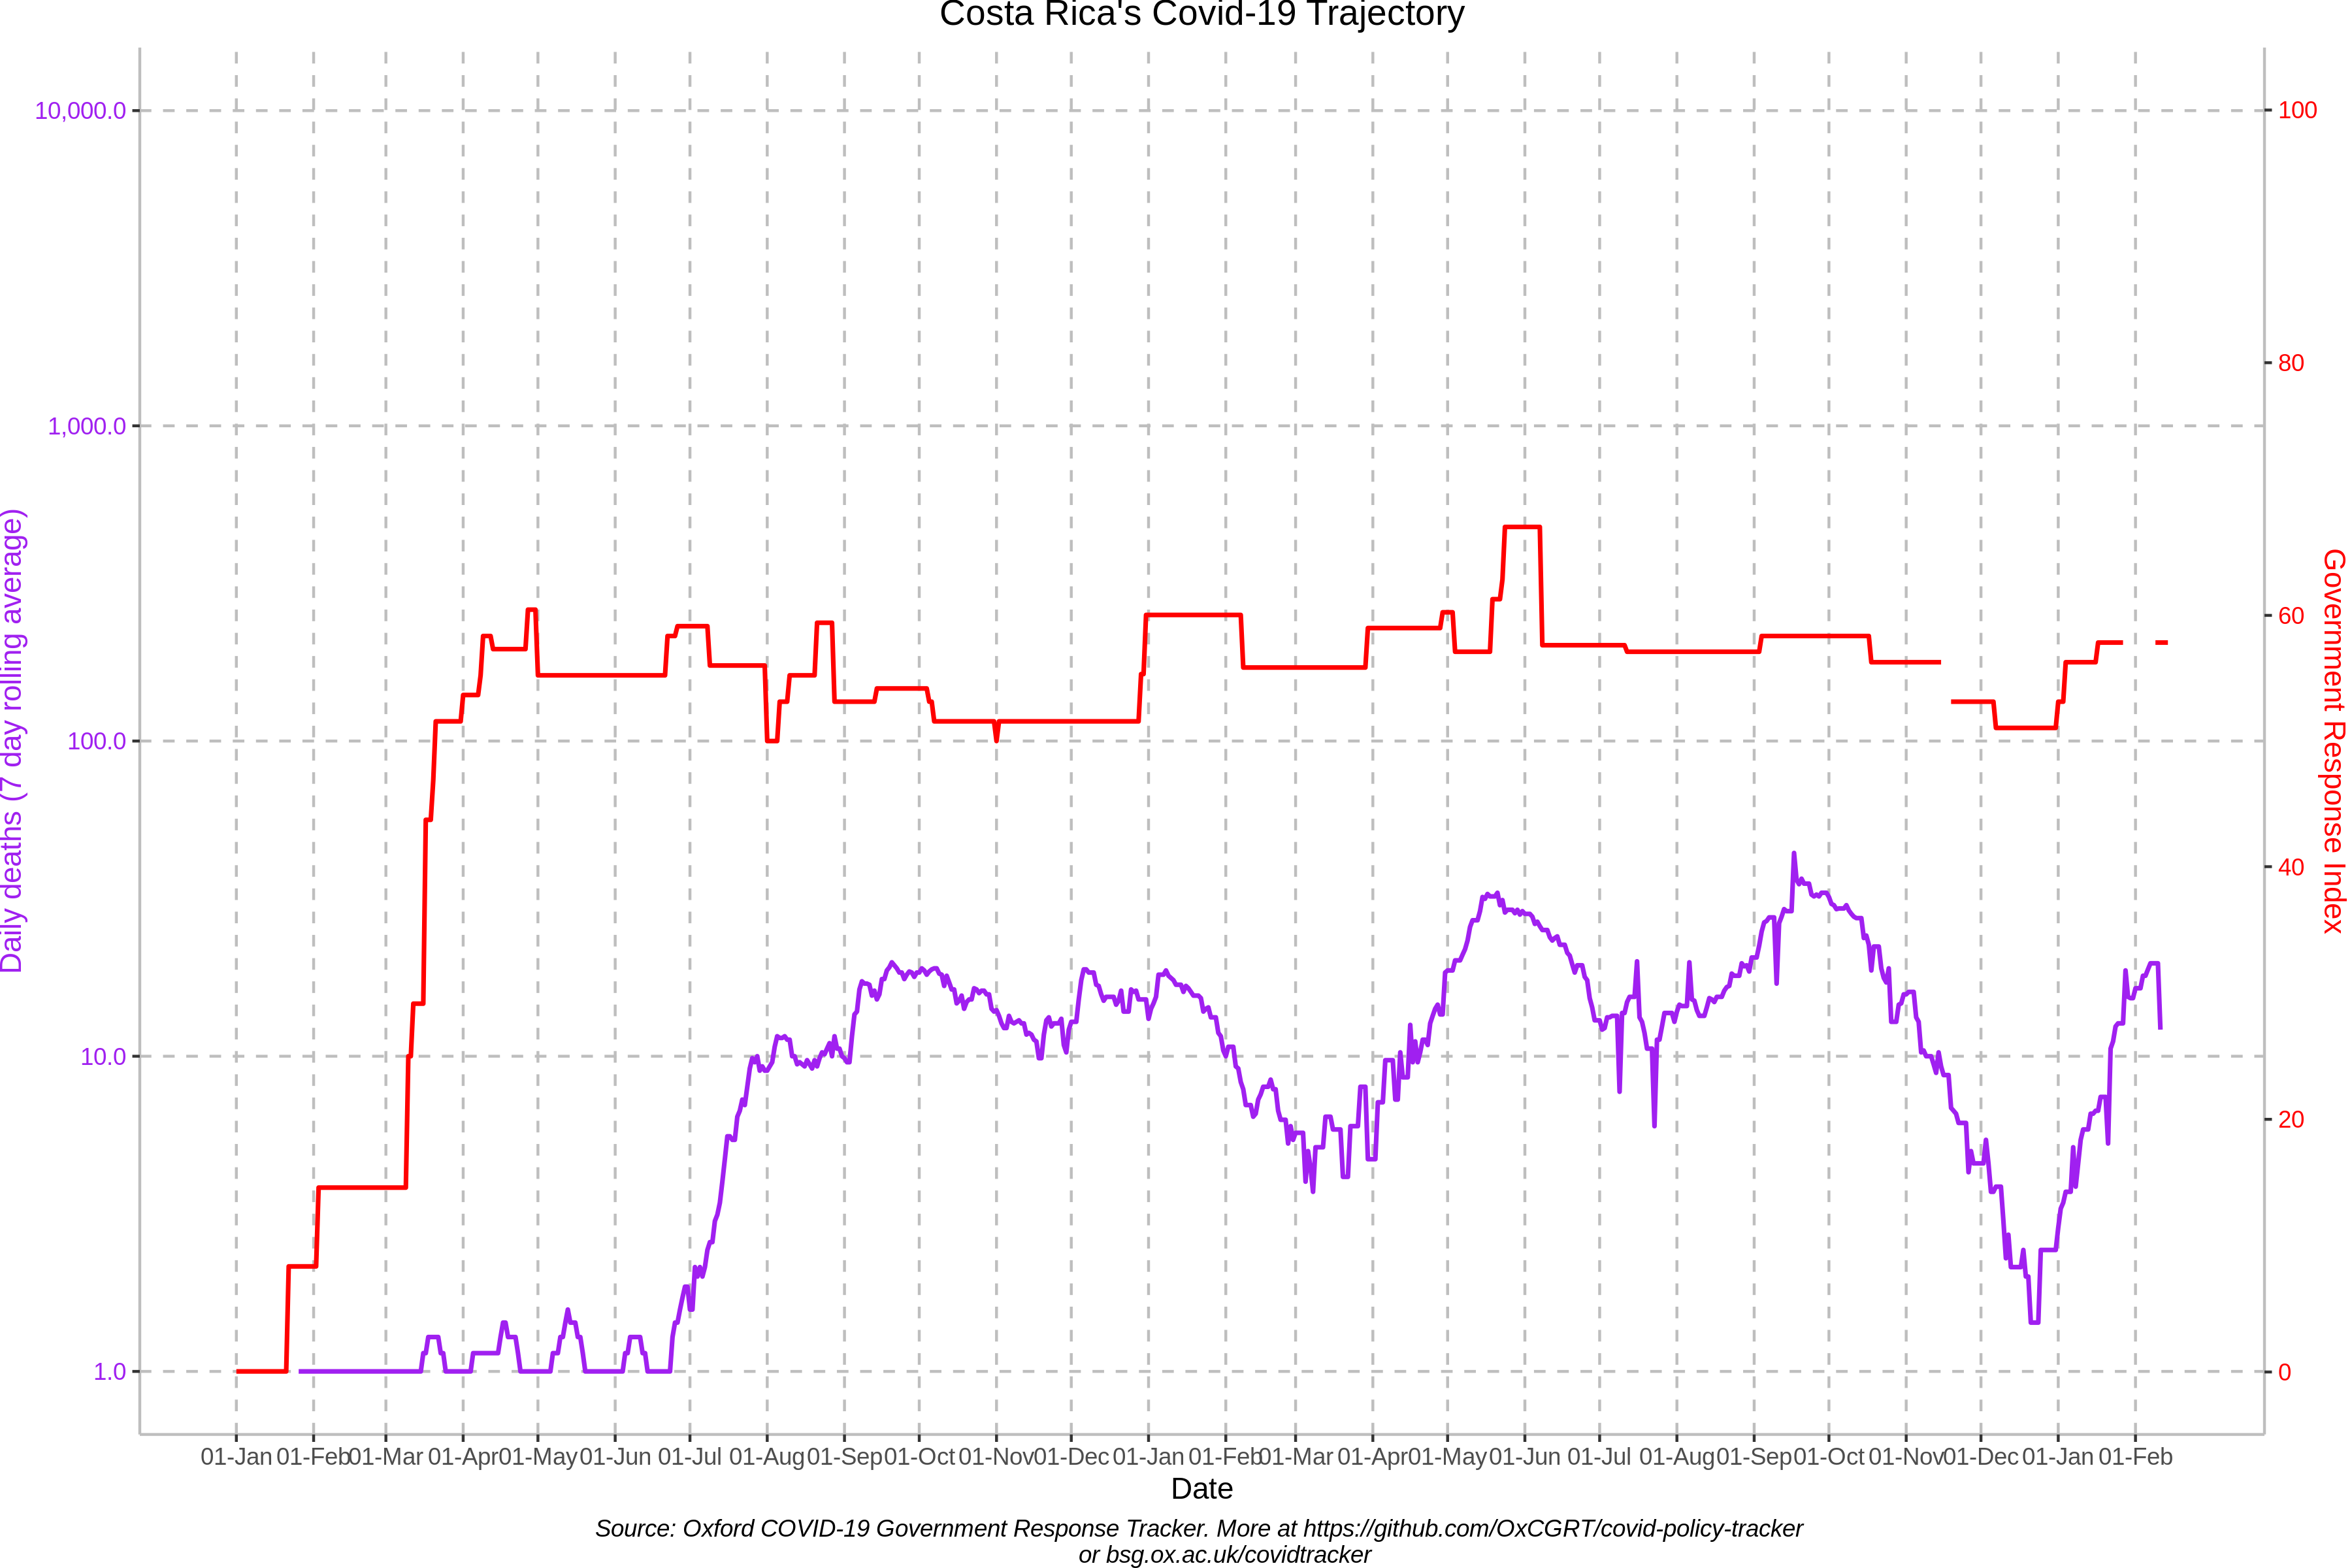 Costa Rica's Covid-19 Trajectory
10,000.0
1,000.0
100.0
10.0
1.0
Daily deaths (7 day rolling average)
100
80
60
40
20
0
Government Response Index
01-Jan 01-Feb 01-Mar 01-Apr 01-May 01-Jun 01-Jul 01-Aug 01-Sep 01-Oct 01-Nov 01-Dec 01-Jan 01-Feb 01-Mar 01-Apr 01-May 01-Jun 01-Jul 01-Aug 01-Sep 01-Oct 01-Nov 01-Dec 01-Jan 01-Feb
Date
Source: Oxford COVID-19 Government Response Tracker. More at https://github.com/OxCGRT/covid-policy-tracker
or bsg.ox.ac.uk/covidtracker